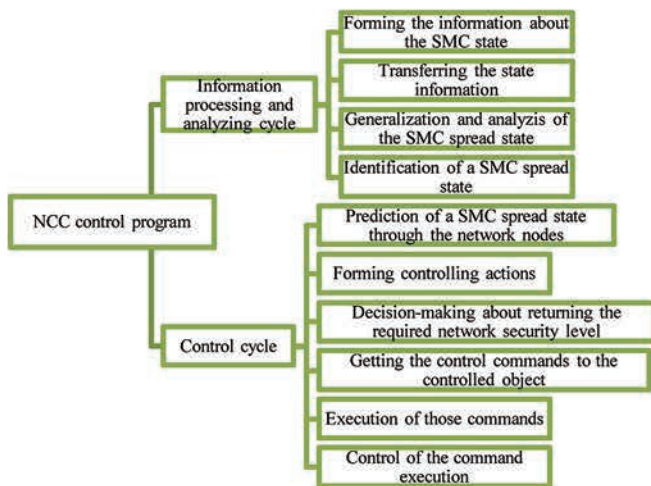 Forming the information about
the SMC state
Information
processing and
analyzing cycle
Transferring the state
information
Generalization and analyzis of
the SMC spread state
Identification of a SMC spread
state
NCC control program
Prediction of a SMC spread state
through the network nodes
Forming controlling actions
Control cycle
Decision-making about returning the
required network security level
Getting the control commands to the
controlled object
Execution of those commands
Control of the command
execution